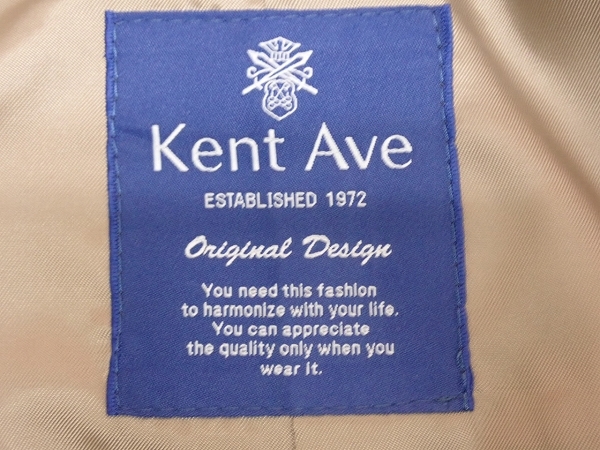 Kent Ave
ESTABLISHED 1972
Original Design
You need this fashion
to harmonize with your life.
You can appreciate
the quality only when you
wear it.